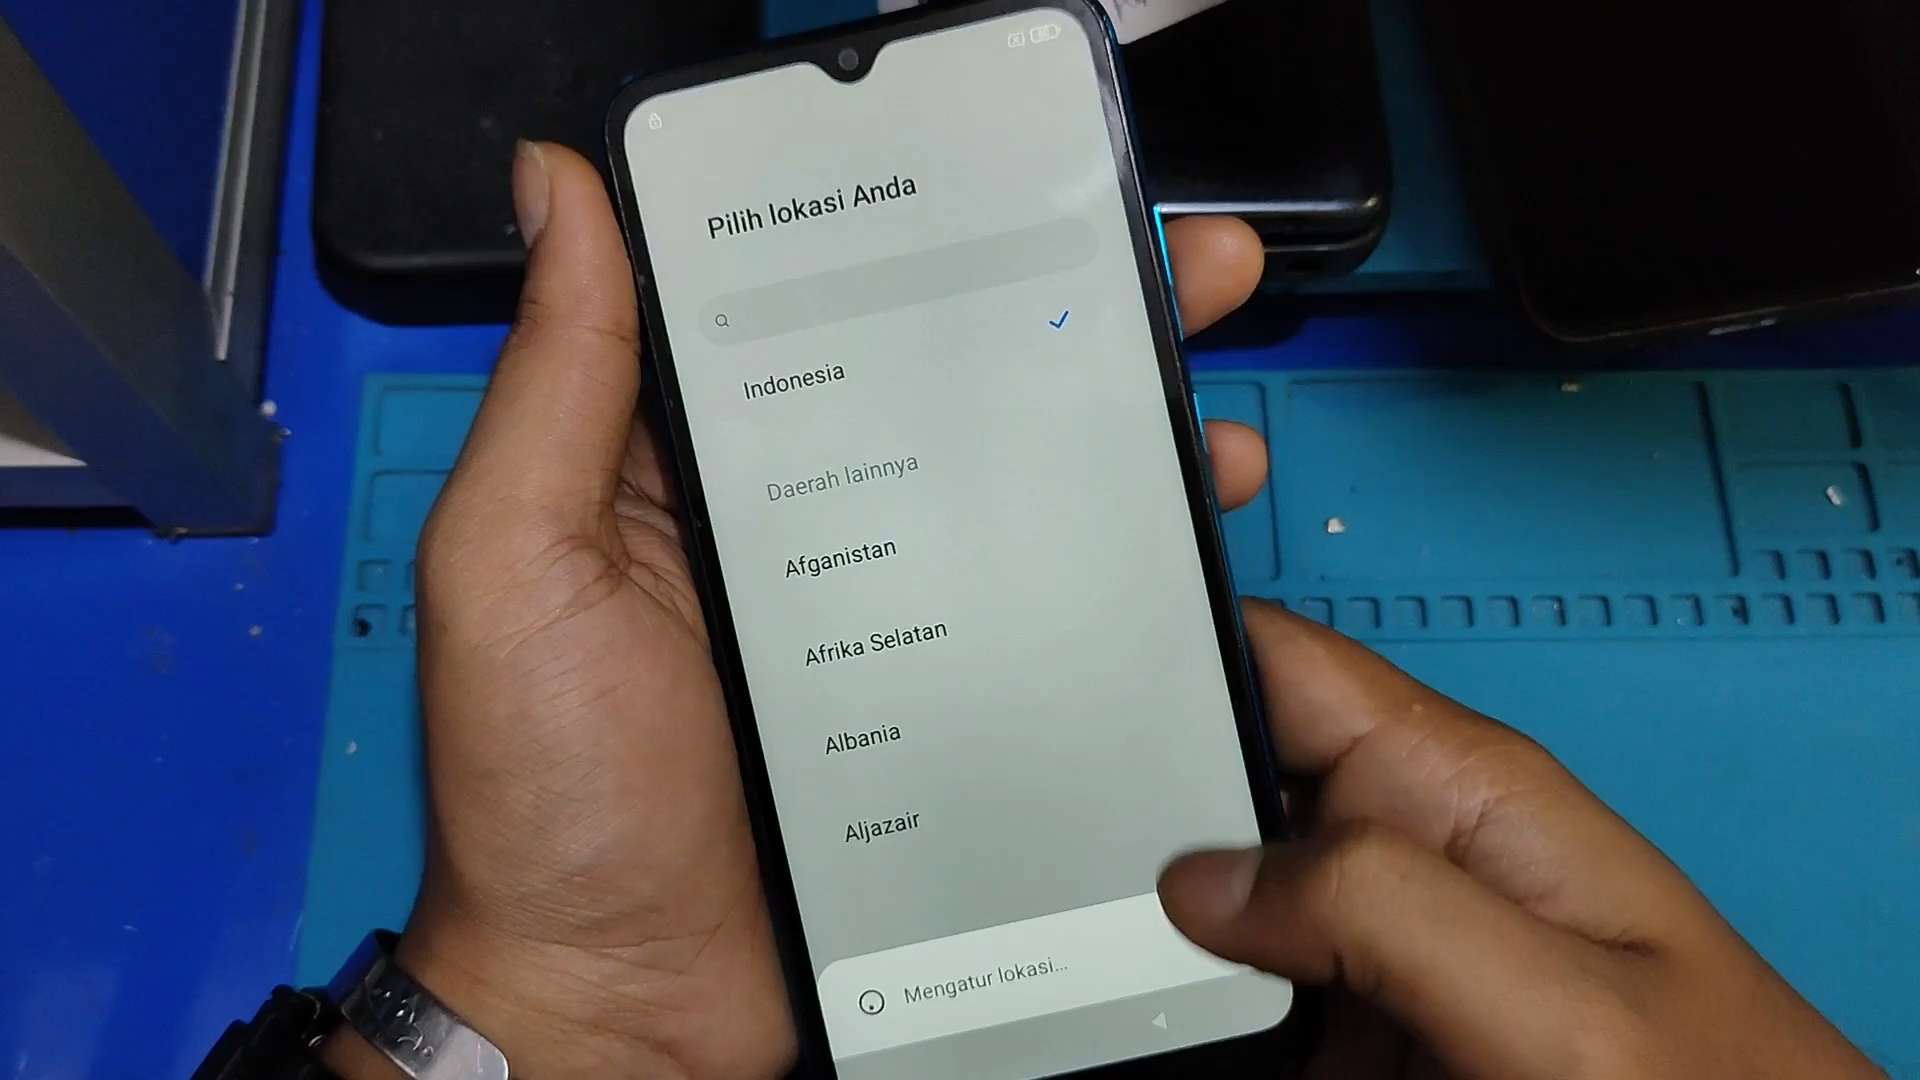 Pilih lokasi Anda
Indonesia
Daerah lainnya
Afganistan
Afrika Selatan
Albania
Aljazair
Mengatur lokasi...